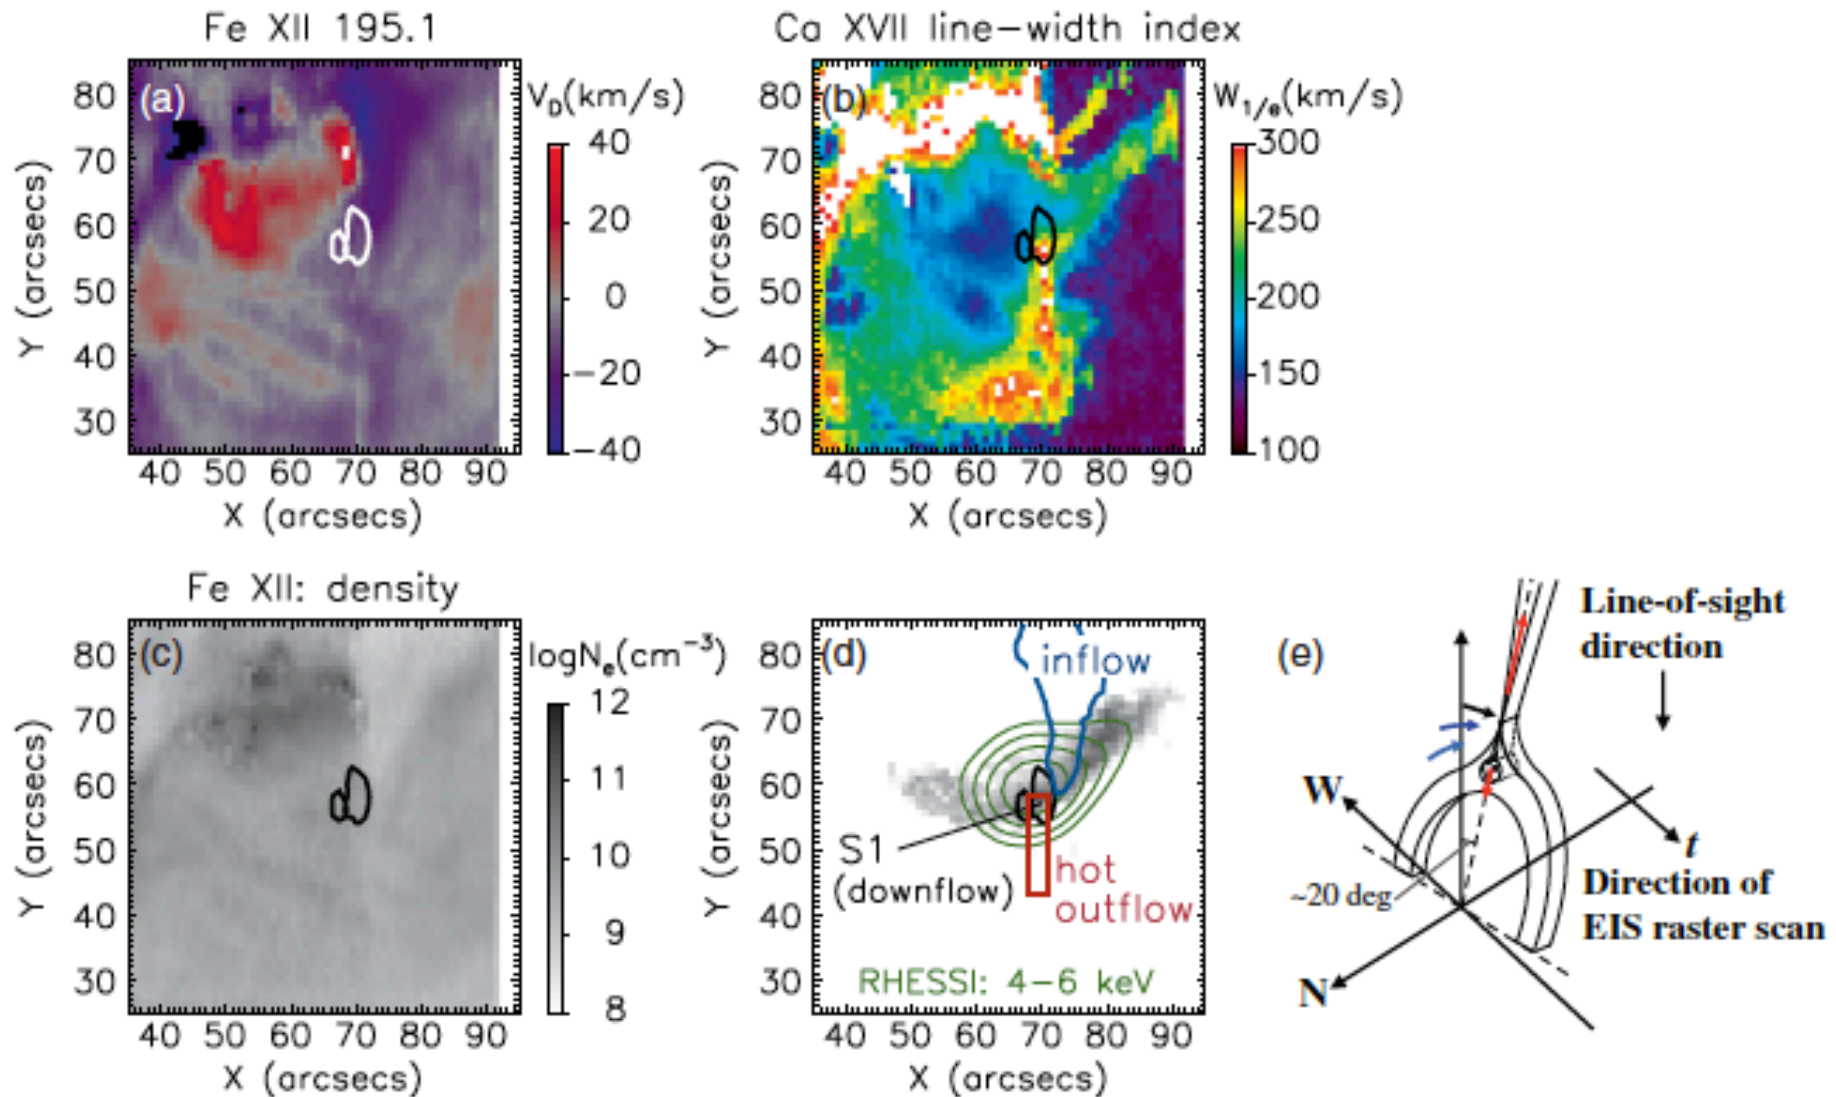 Fe XII 195.1
(a)
V_D(km/s)
80
70
60
50
40
30
Y (arcsecs)
40 50 60 70 80 90
X (arcsecs)
40
20
0
−20
−40
Ca XVII line−width index
(b)
W_1/e(km/s)
80
70
60
50
40
30
Y (arcsecs)
40 50 60 70 80 90
X (arcsecs)
300
250
200
150
100
Fe XII: density
(c)
logN_e(cm^−3)
80
70
60
50
40
30
Y (arcsecs)
40 50 60 70 80 90
X (arcsecs)
12
11
10
9
8
(d)
inflow
S1
(downflow)
hot
outflow
RHESSI: 4−6 keV
80
70
60
50
40
30
Y (arcsecs)
40 50 60 70 80 90
X (arcsecs)
(e)
Line-of-sight
direction
W
t
~20 deg
Direction of
EIS raster scan
N